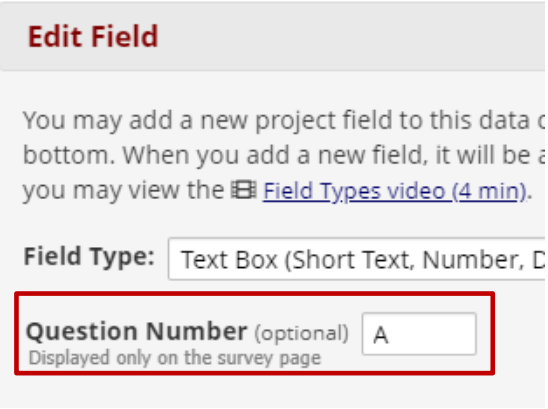 Edit Field
You may add a new project field to this data
bottom. When you add a new field, it will be
you may view the Field Types video (4 min).
Field Type: Text Box (Short Text, Number, D
Question Number (optional) A
Displayed only on the survey page